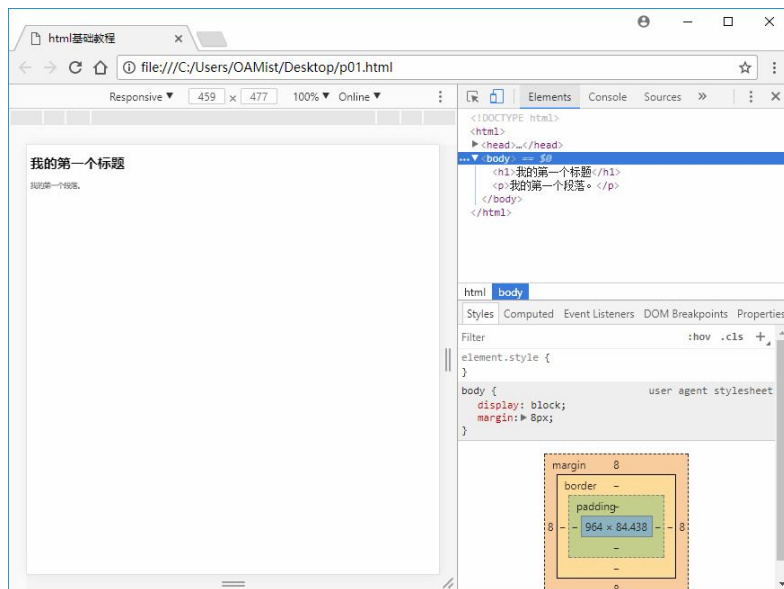 html基础教程
file:///C:/Users/OAMist/Desktop/p01.html
Responsive ▼ 459 × 477 100% ▼ Online ▼
Elements Console Sources »
我的第一个标题
我的第一个段落。
<!DOCTYPE html>
<html>
▶<head>…</head>
…▼<body> == $0
<h1>我的第一个标题</h1>
<p>我的第一个段落。</p>
</body>
</html>
html body
Styles Computed Event Listeners DOM Breakpoints Properties
Filter :hov .cls +
element.style {
}
body { user agent stylesheet
display: block;
margin:▶ 8px;
}
margin 8
border –
padding –
8 – – 964 × 84.438 – – 8
–
–
8